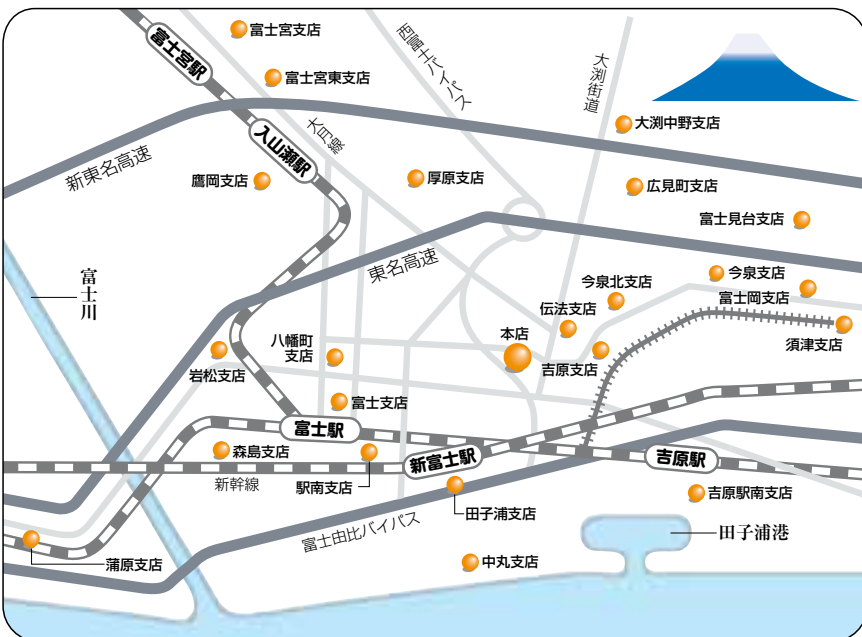 富士宮支店
富士宮駅
西富士バイパス
富士宮東支店
大渕街道
大月線
大渕中野支店
入山瀬駅
新東名高速
鷹岡支店
厚原支店
広見町支店
富士見台支店
東名高速
富士川
今泉北支店
今泉支店
富士岡支店
伝法支店
本店
須津支店
八幡町
支店
岩松支店
吉原支店
富士支店
富士駅
森島支店
新富士駅
吉原駅
新幹線
駅南支店
吉原駅南支店
田子浦支店
富士由比バイパス
田子浦港
蒲原支店
中丸支店